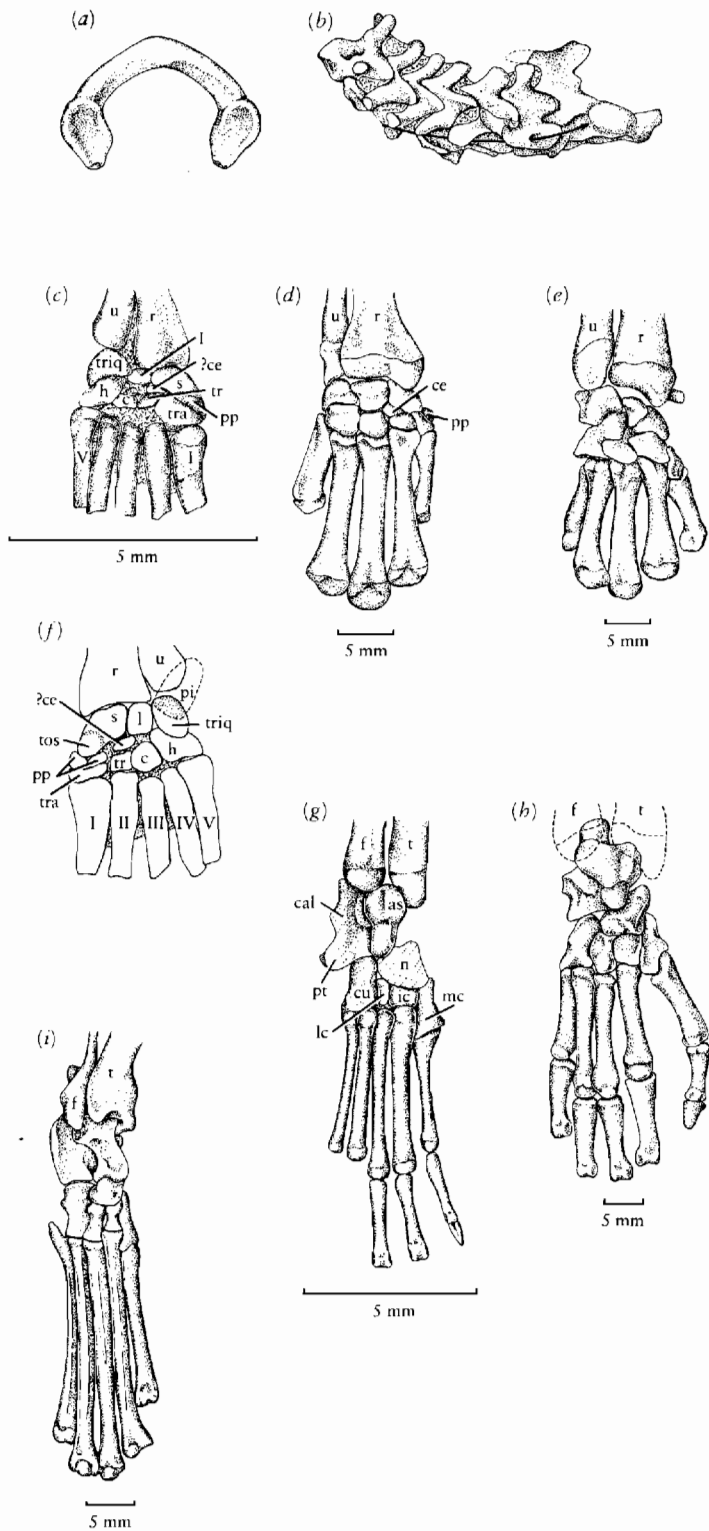 (a)
(b)
(c)
u
r
l
triq
?ce
s
h
c
tr
tra
pp
V
I
5 mm
(d)
u
r
ce
pp
5 mm
(e)
u
r
5 mm
(f)
r
u
pi
?ce
s
l
triq
tos
h
pp
tr
c
tra
I
II
III
IV
V
(g)
f
t
cal
as
pt
n
cu
ic
mc
lc
5 mm
(h)
f
t
5 mm
(i)
f
t
5 mm